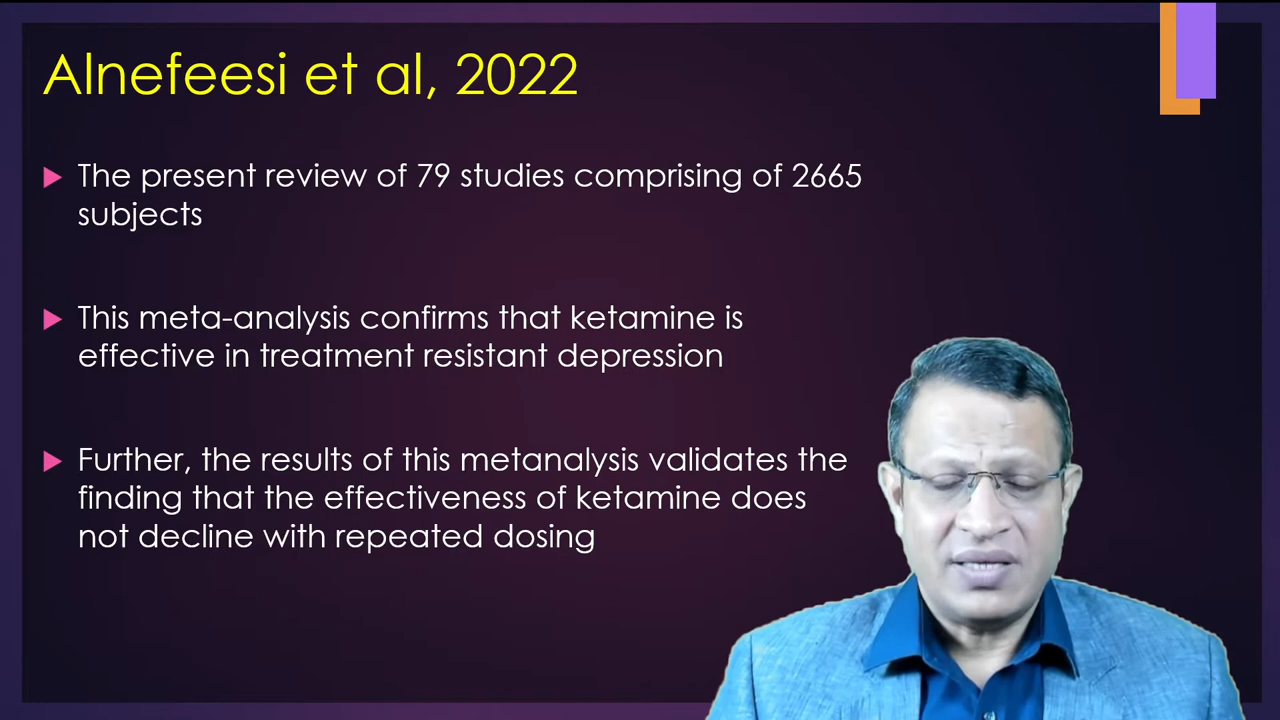 Alnefeesi et al, 2022
The present review of 79 studies comprising of 2665
subjects
This meta-analysis confirms that ketamine is
effective in treatment resistant depression
Further, the results of this metanalysis validates the
finding that the effectiveness of ketamine does
not decline with repeated dosing